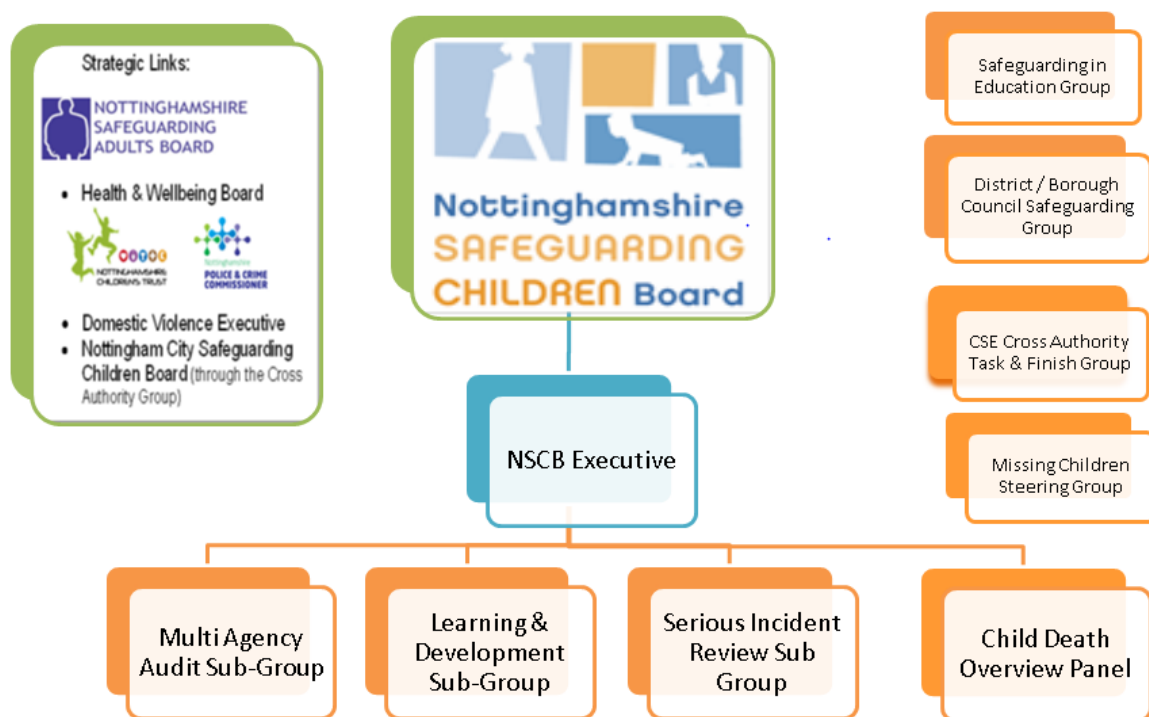 Strategic Links:
NOTTINGHAMSHIRE
SAFEGUARDING
ADULTS BOARD
• Health & Wellbeing Board
NOTTINGHAMSHIRE
CHILDREN'S TRUST
Nottinghamshire
POLICE & CRIME
COMMISSIONER
• Domestic Violence Executive
• Nottingham City Safeguarding
Children Board (through the Cross
Authority Group)
Nottinghamshire
SAFEGUARDING
CHILDREN Board
Safeguarding in
Education Group
District / Borough
Council Safeguarding
Group
CSE Cross Authority
Task & Finish Group
Missing Children
Steering Group
NSCB Executive
Multi Agency
Audit Sub-Group
Learning &
Development
Sub-Group
Serious Incident
Review Sub
Group
Child Death
Overview Panel